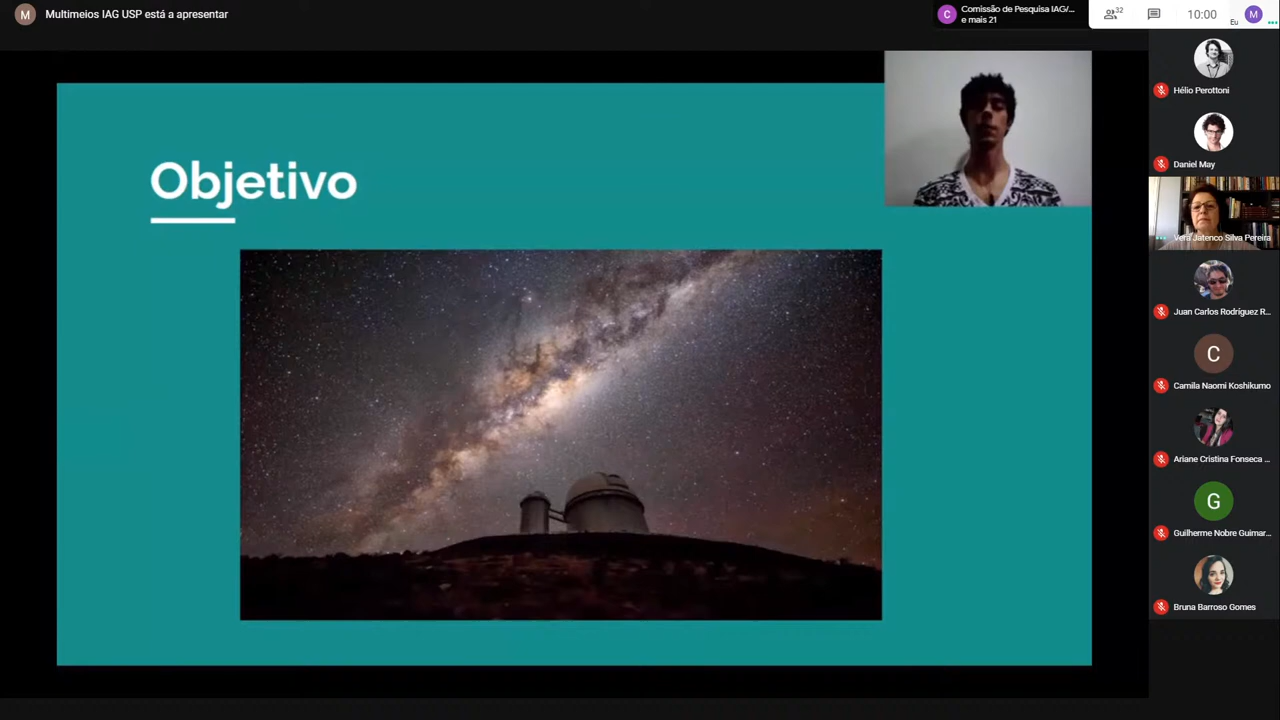 M Multimeios IAG USP está a apresentar
C Comissão de Pesquisa IAG/...
e mais 21
32
10:00
Eu
M
Objetivo
Hélio Perottoni
Daniel May
Vera Jatenco Silva Pereira
Juan Carlos Rodríguez R...
C
Camila Naomi Koshikumo
Ariane Cristina Fonseca ...
G
Guilherme Nobre Guimar...
Bruna Barroso Gomes